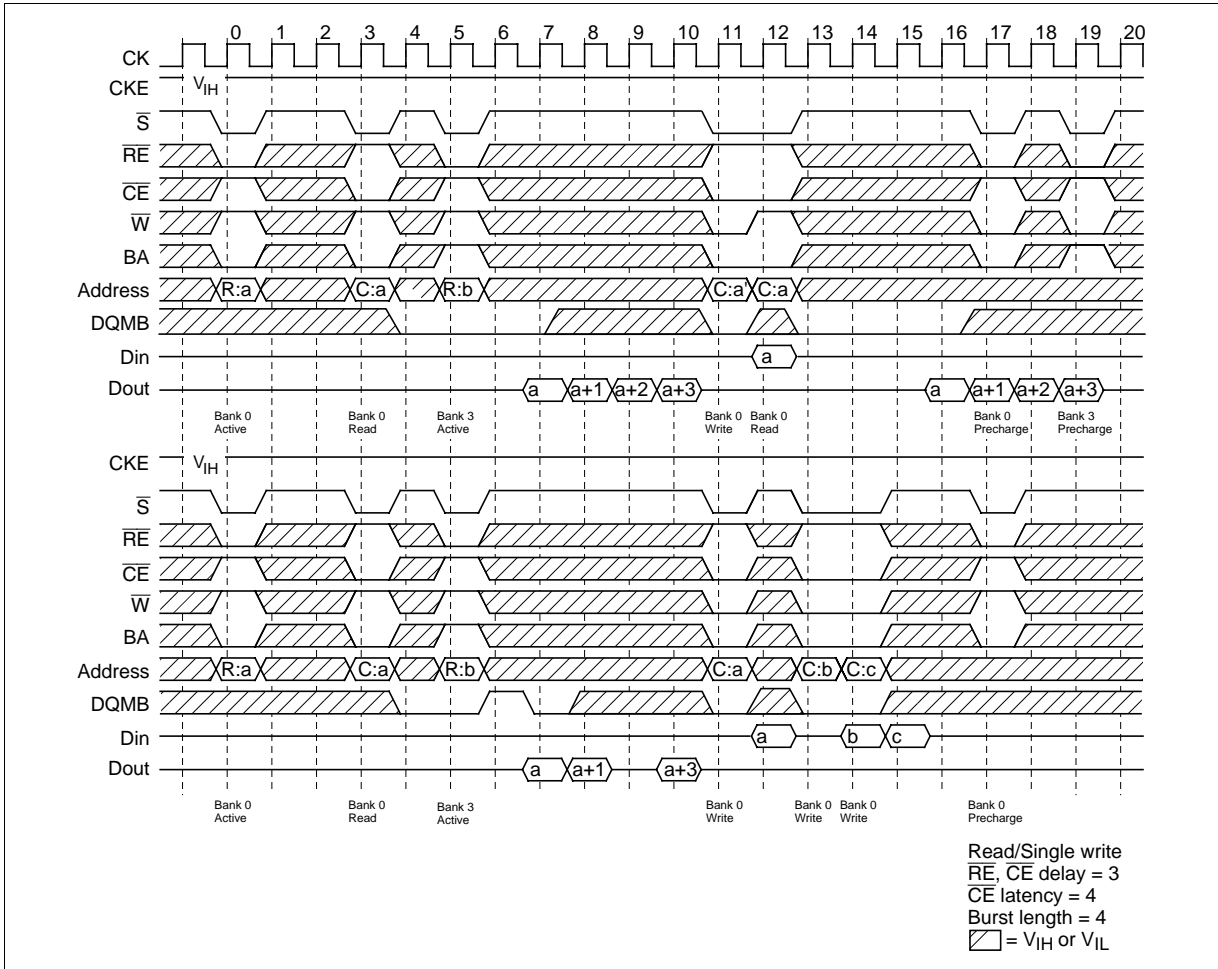 0 1 2 3 4 5 6 7 8 9 10 11 12 13 14 15 16 17 18 19 20
CK
CKE VIH
S
RE
CE
W
BA
Address R:a C:a R:b C:a' C:a
DQMB
Din a
Dout a a+1 a+2 a+3 a a+1 a+2 a+3
Bank 0 Bank 0 Bank 3 Bank 0 Bank 0 Bank 0 Bank 3
Active Read Active Write Read Precharge Precharge
CKE VIH
S
RE
CE
W
BA
Address R:a C:a R:b C:a C:b C:c
DQMB
Din a b c
Dout a a+1 a+3
Bank 0 Bank 0 Bank 3 Bank 0 Bank 0 Bank 0 Bank 0
Active Read Active Write Write Write Precharge
Read/Single write
RE, CE delay = 3
CE latency = 4
Burst length = 4
= VIH or VIL